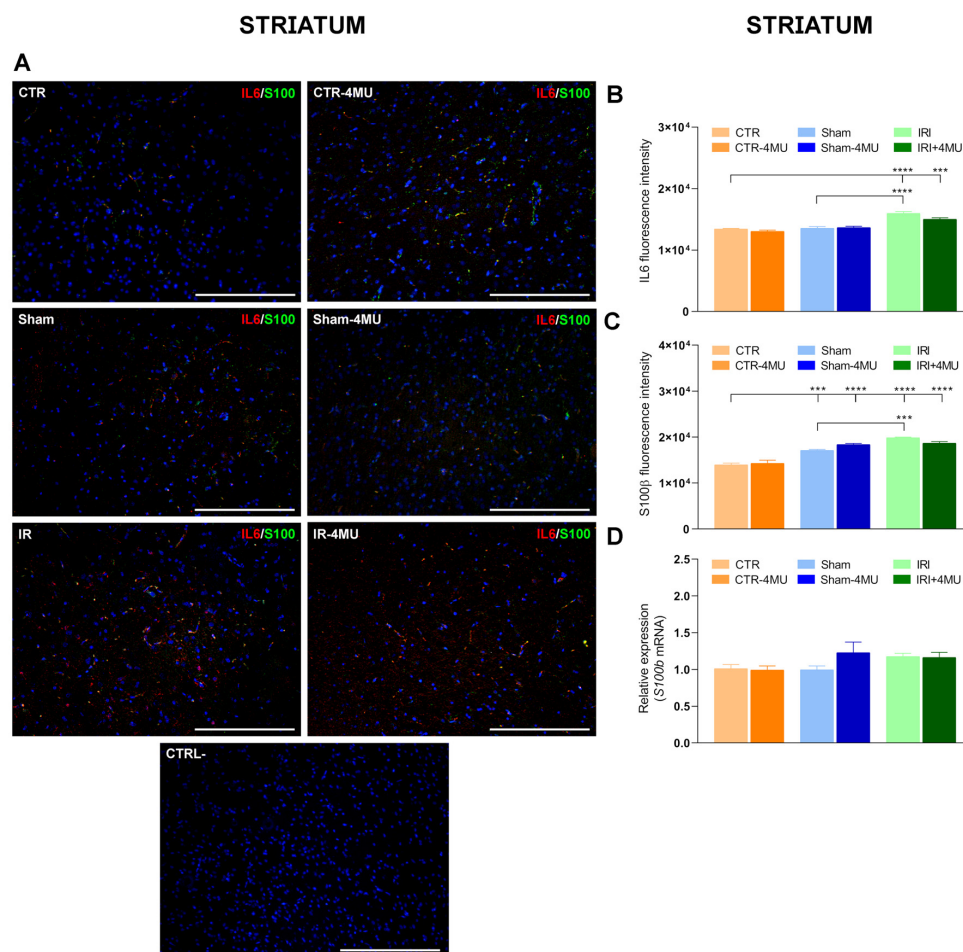 STRIATUM
STRIATUM
A
CTR
IL6/S100
CTR-4MU
IL6/S100
Sham
IL6/S100
Sham-4MU
IL6/S100
IR
IL6/S100
IR-4MU
IL6/S100
CTRL-
B
IL6 fluorescence intensity
3×10⁴
2×10⁴
1×10⁴
0
CTR
Sham
IRI
CTR-4MU
Sham-4MU
IRI+4MU
**** ***
****
C
S100β fluorescence intensity
4×10⁴
3×10⁴
2×10⁴
1×10⁴
0
CTR
Sham
IRI
CTR-4MU
Sham-4MU
IRI+4MU
*** **** **** ****
***
D
Relative expression
(S100b mRNA)
2.5
2.0
1.5
1.0
0.5
0.0
CTR
Sham
IRI
CTR-4MU
Sham-4MU
IRI+4MU